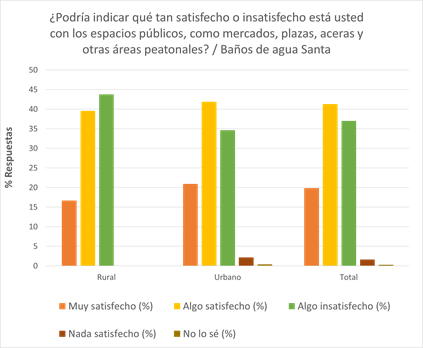 ¿Podría indicar qué tan satisfecho o insatisfecho está usted
con los espacios públicos, como mercados, plazas, aceras y
otras áreas peatonales? / Baños de agua Santa
% Respuestas
50
45
40
35
30
25
20
15
10
5
0
Rural Urbano Total
Muy satisfecho (%) Algo satisfecho (%) Algo insatisfecho (%)
Nada satisfecho (%) No lo sé (%)